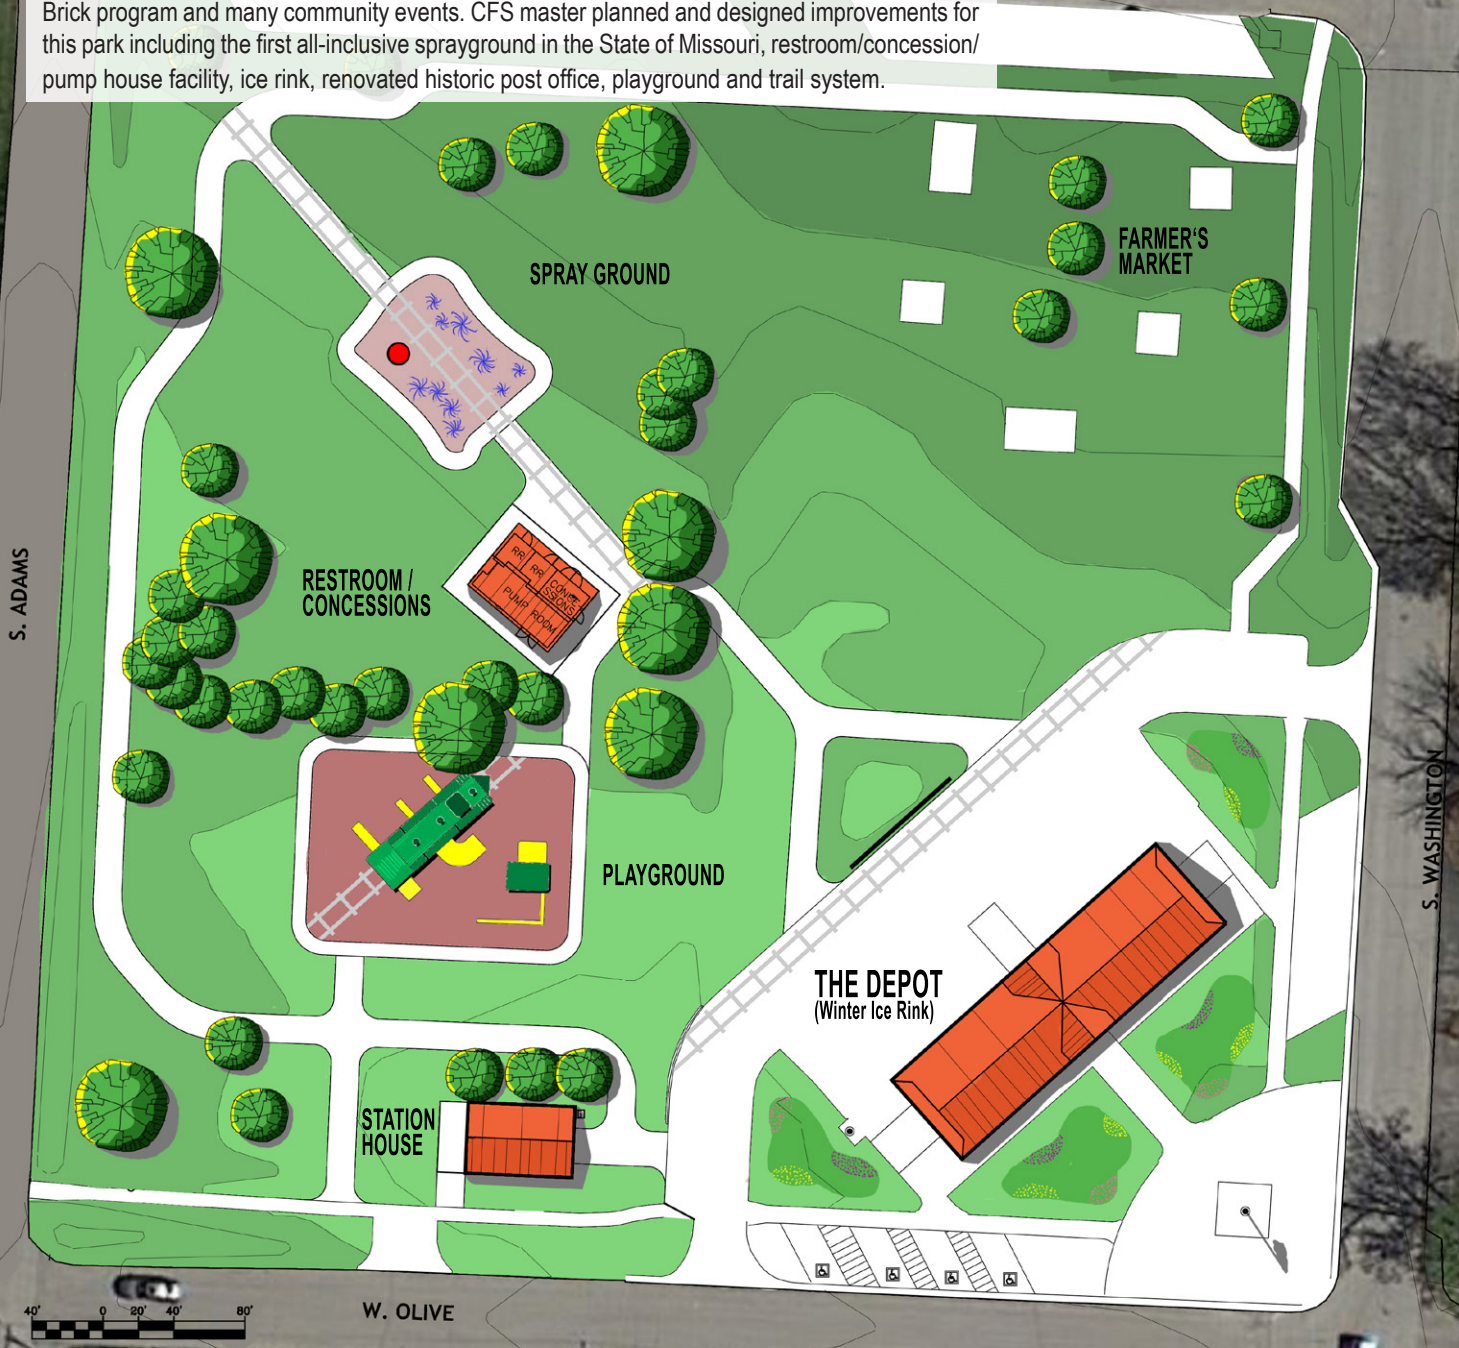 Brick program and many community events. CFS master planned and designed improvements for
this park including the first all-inclusive sprayground in the State of Missouri, restroom/concession/
pump house facility, ice rink, renovated historic post office, playground and trail system.
SPRAY GROUND
FARMER'S
MARKET
S. ADAMS
RESTROOM /
CONCESSIONS
RR
RR
CONCE
SSIONS
PUMP ROOM
PLAYGROUND
S. WASHINGTON
THE DEPOT
(Winter Ice Rink)
STATION
HOUSE
W. OLIVE
40' 0 20' 40' 80'